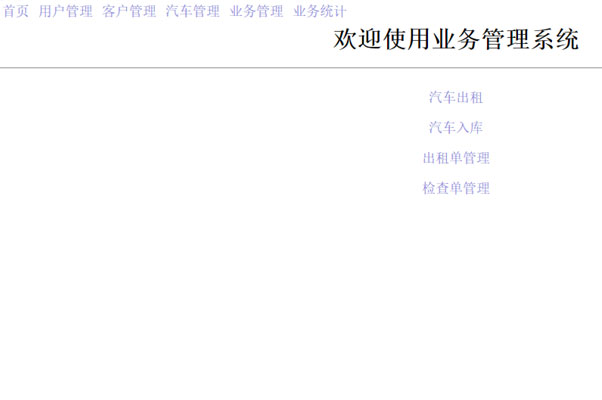 首页 用户管理 客户管理 汽车管理 业务管理 业务统计
欢迎使用业务管理系统
汽车出租
汽车入库
出租单管理
检查单管理